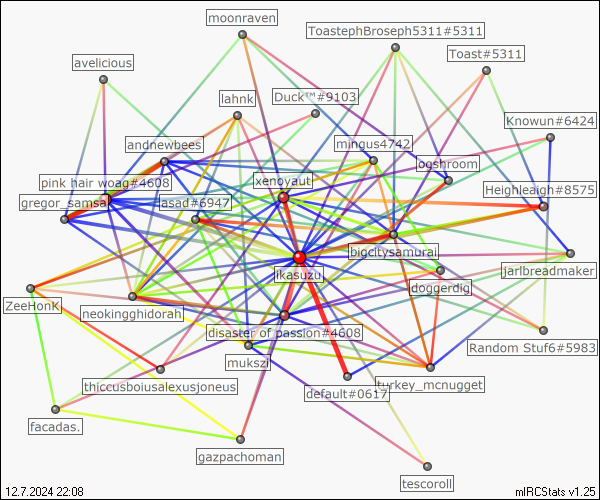 moonraven
ToastephBroseph5311#5311
Toast#5311
avelicious
lahnk
Duck™#9103
Knowun#6424
andnewbees
mingus4742
pink hair woag#4608
xenoyaut
ogshroom
Heighleaigh#8575
gregor_samsa
asad#6947
bigcitysamurai
ikasuzu
jarlbreadmaker
doggerdig
ZeeHonK
neokingghidorah
disaster of passion#4608
Random Stuf6#5983
mukszi
thiccdsboiusalexusjoneus
default#0617
turkey_mcnugget
facadas.
gazpachoman
tescoroll
12.7.2024 22:08
mIRCStats v1.25